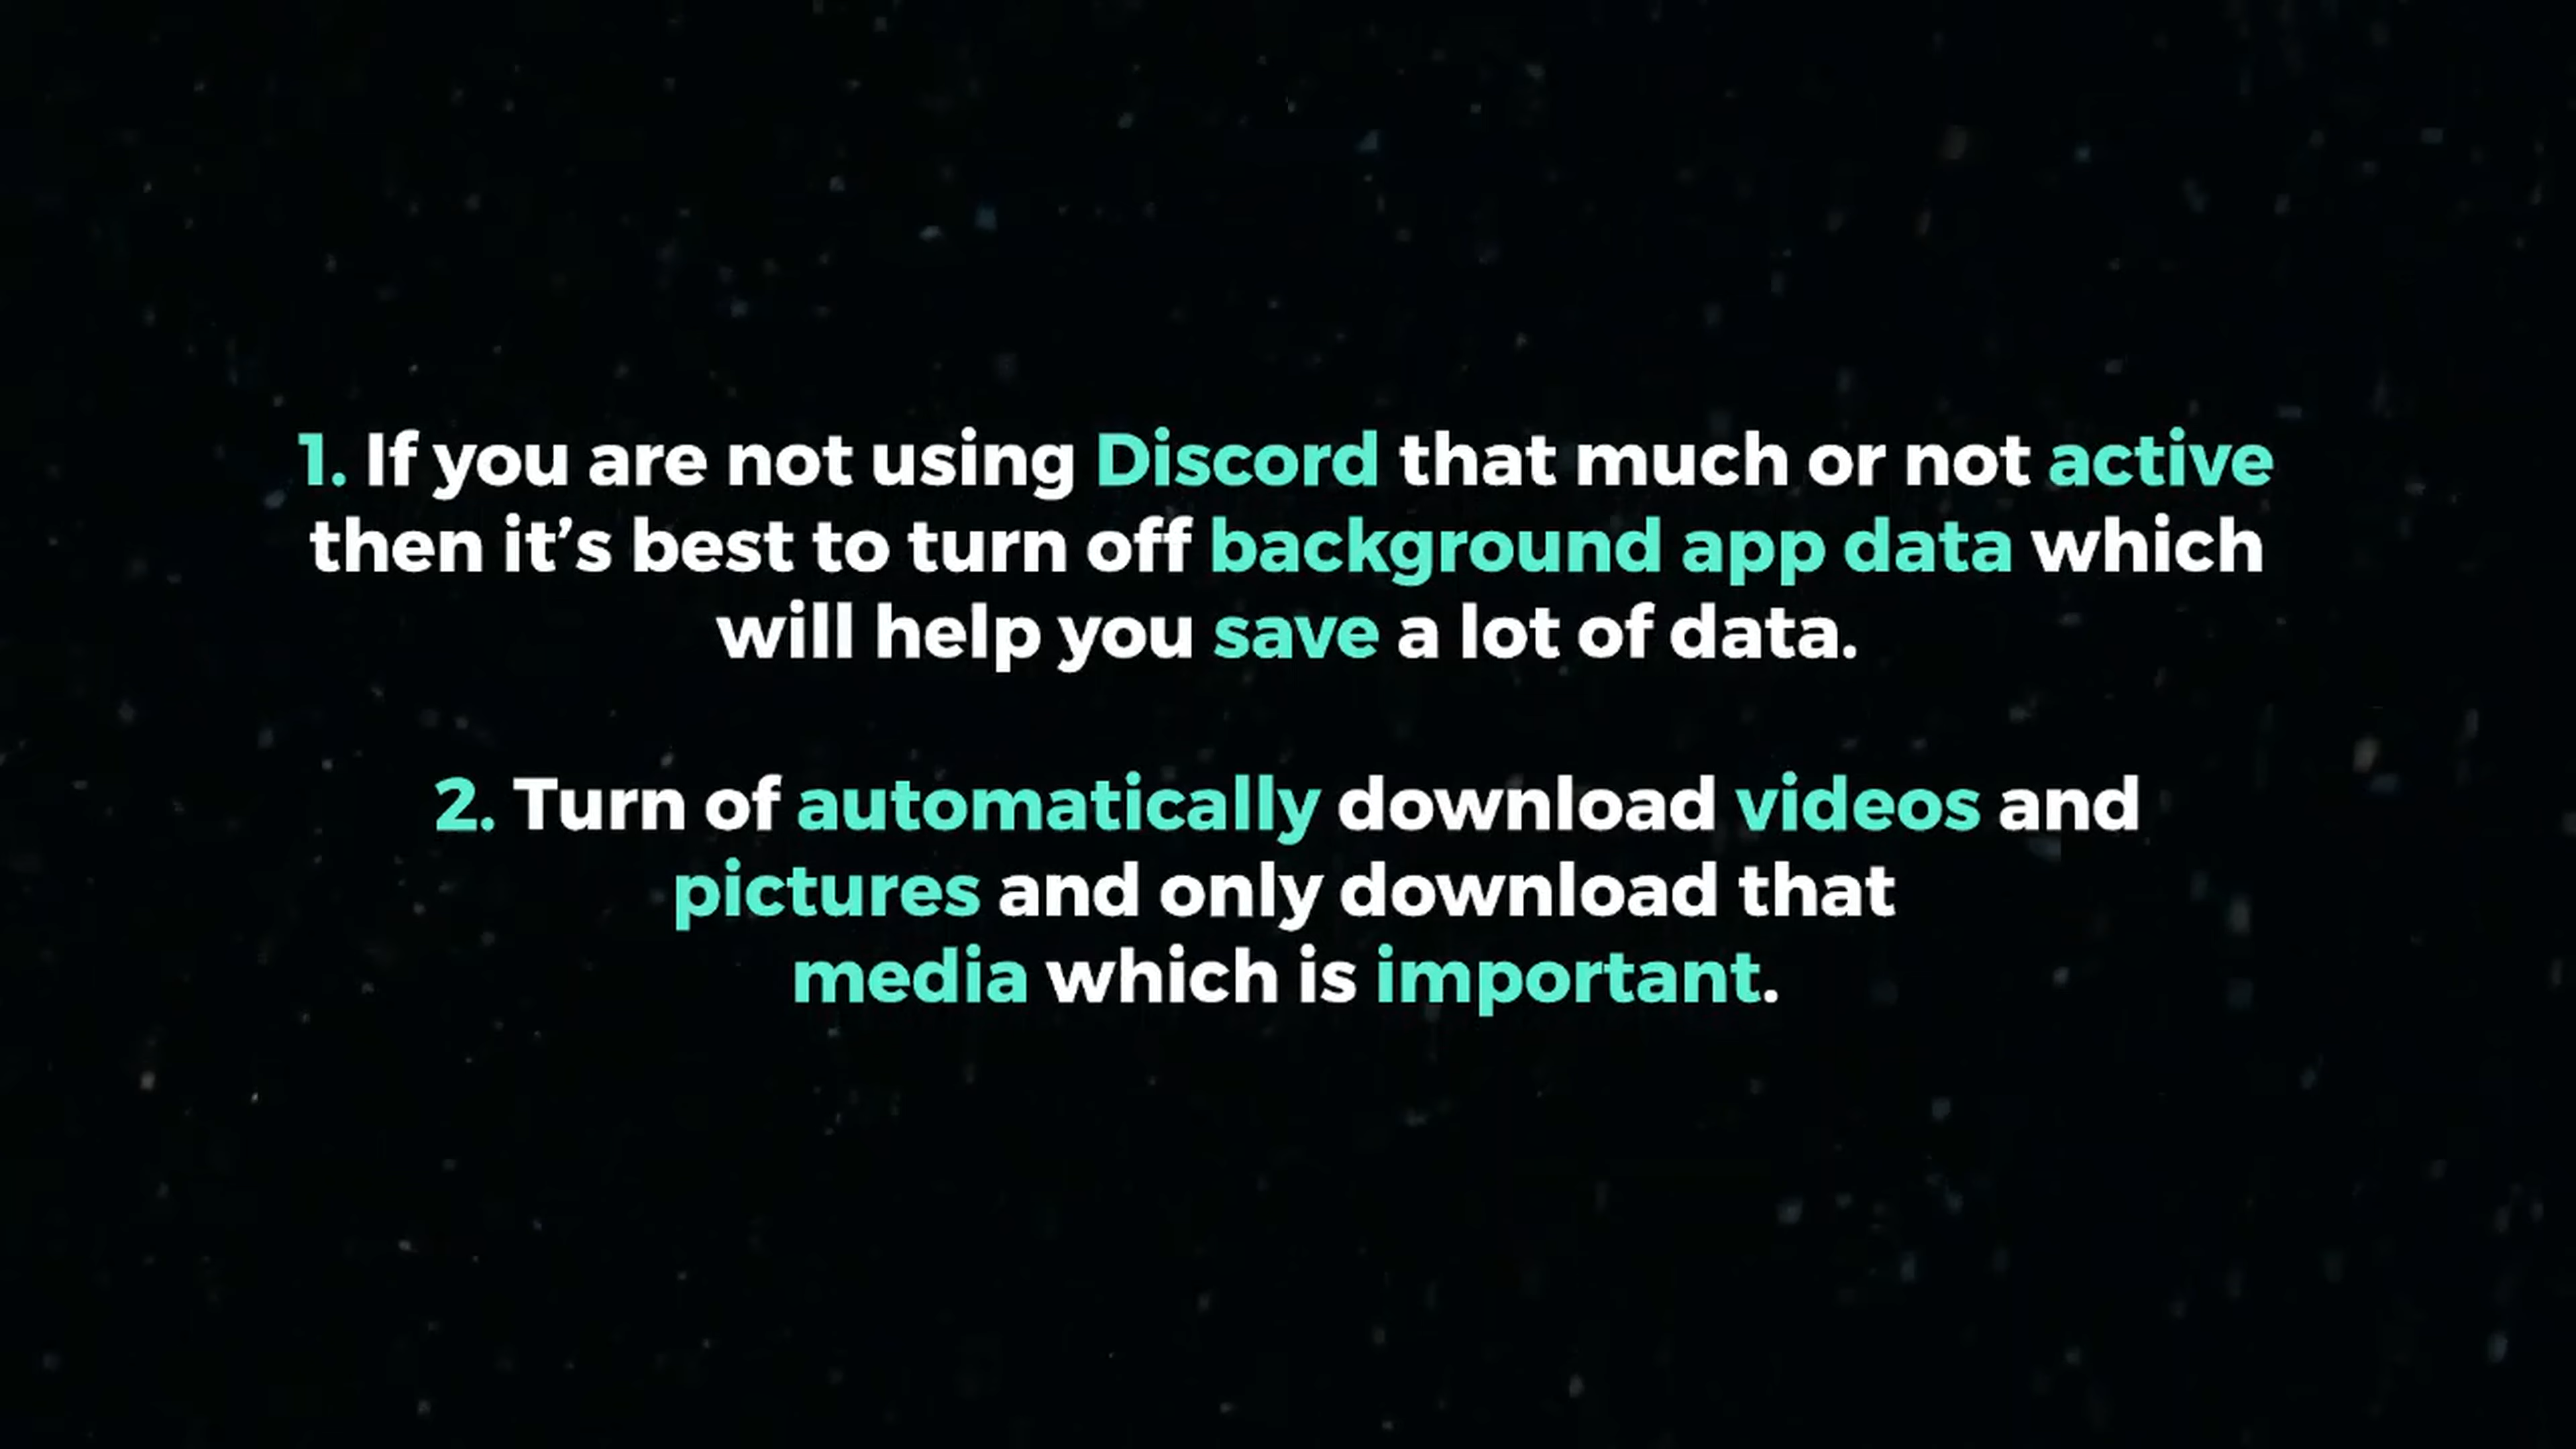 1. If you are not using Discord that much or not active
then it’s best to turn off background app data which
will help you save a lot of data.
2. Turn of automatically download videos and
pictures and only download that
media which is important.